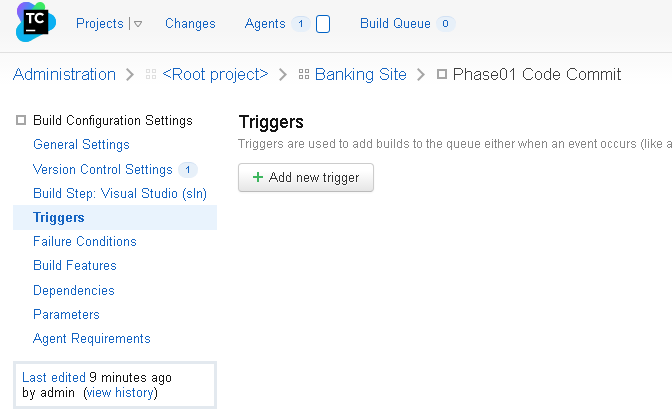 TC
Projects Changes Agents 1 Build Queue 0
Administration <Root project> Banking Site Phase01 Code Commit
Build Configuration Settings
General Settings
Version Control Settings 1
Build Step: Visual Studio (sln)
Triggers
Failure Conditions
Build Features
Dependencies
Parameters
Agent Requirements
Last edited 9 minutes ago
by admin (view history)
Triggers
Triggers are used to add builds to the queue either when an event occurs (like a
+ Add new trigger